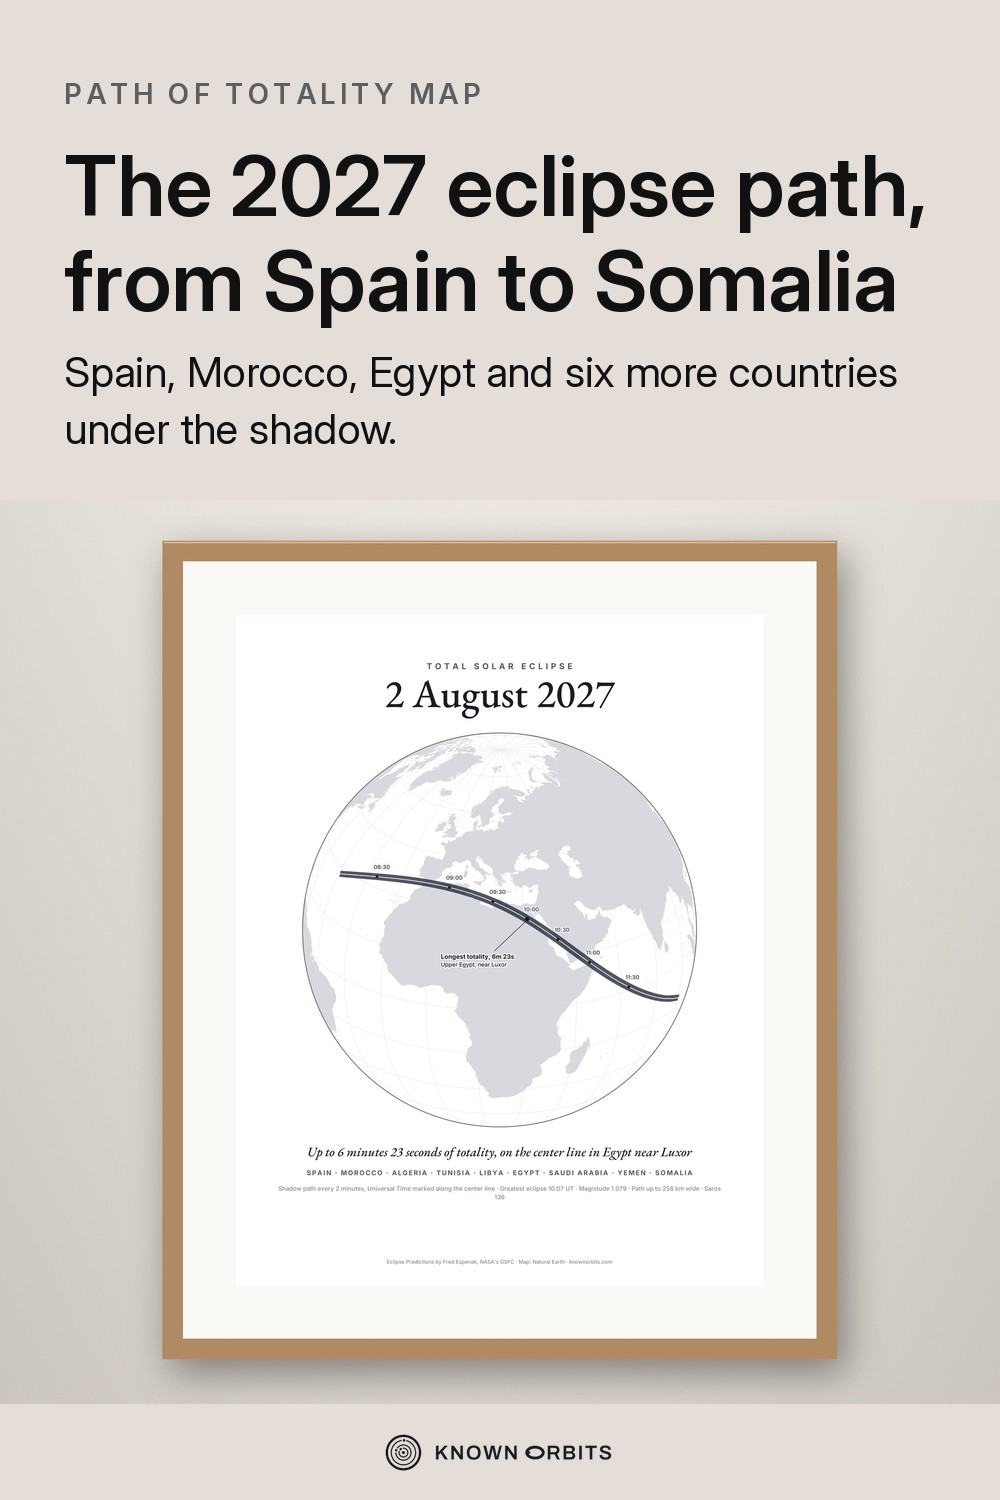 PATH OF TOTALITY MAP
The 2027 eclipse path,
from Spain to Somalia
Spain, Morocco, Egypt and six more countries
under the shadow.
TOTAL SOLAR ECLIPSE
2 August 2027
08:30
09:00
09:30
10:00
10:30
11:00
11:30
Longest totality, 6m 23s
Upper Egypt, near Luxor
Up to 6 minutes 23 seconds of totality, on the center line in Egypt near Luxor
SPAIN · MOROCCO · ALGERIA · TUNISIA · LIBYA · EGYPT · SAUDI ARABIA · YEMEN · SOMALIA
Shadow path every 2 minutes, Universal Time marked along the center line · Greatest eclipse 10:07 UT · Magnitude 1.079 · Path up to 258 km wide · Saros
136
Eclipse Predictions by Fred Espenak, NASA's GSFC · Map: Natural Earth · knownorbits.com
KNOWN ORBITS